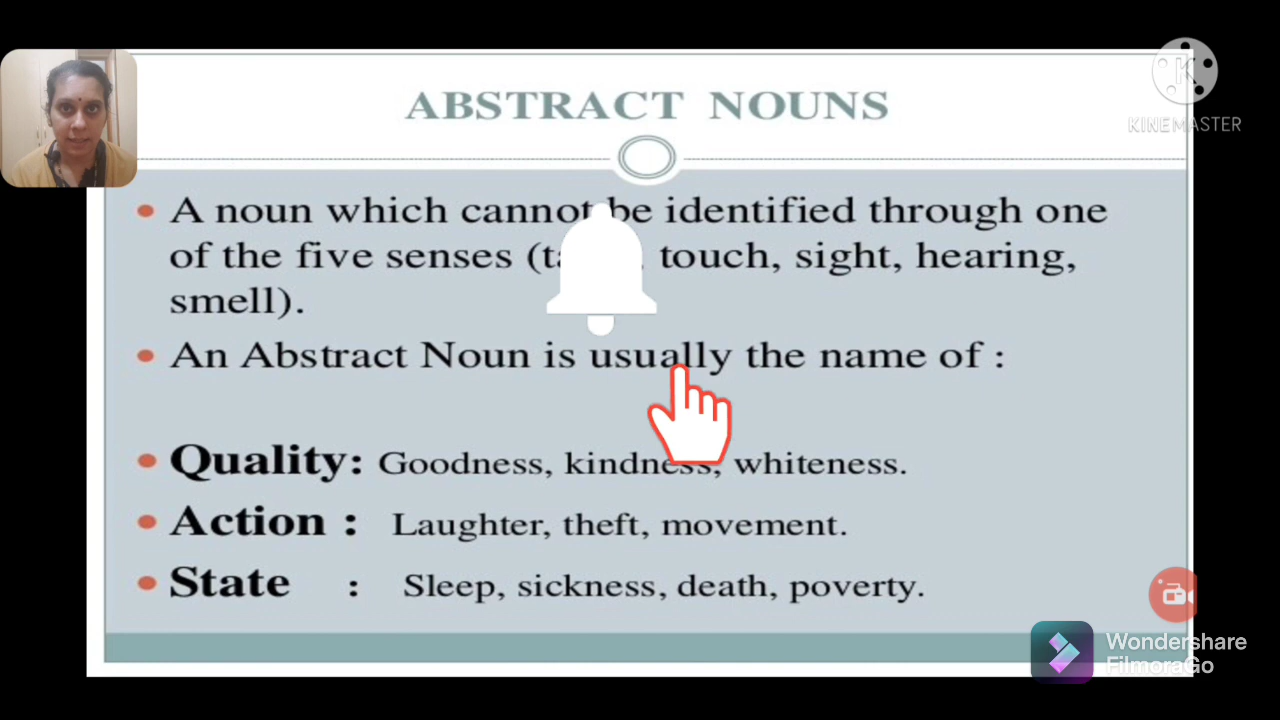 ABSTRACT NOUNS
KINEMASTER
A noun which cannot be identified through one
of the five senses ( touch, sight, hearing,
smell).
An Abstract Noun is usually the name of :
Quality: Goodness, kindness, whiteness.
Action : Laughter, theft, movement.
State : Sleep, sickness, death, poverty.
Wondershare
FilmoraGo